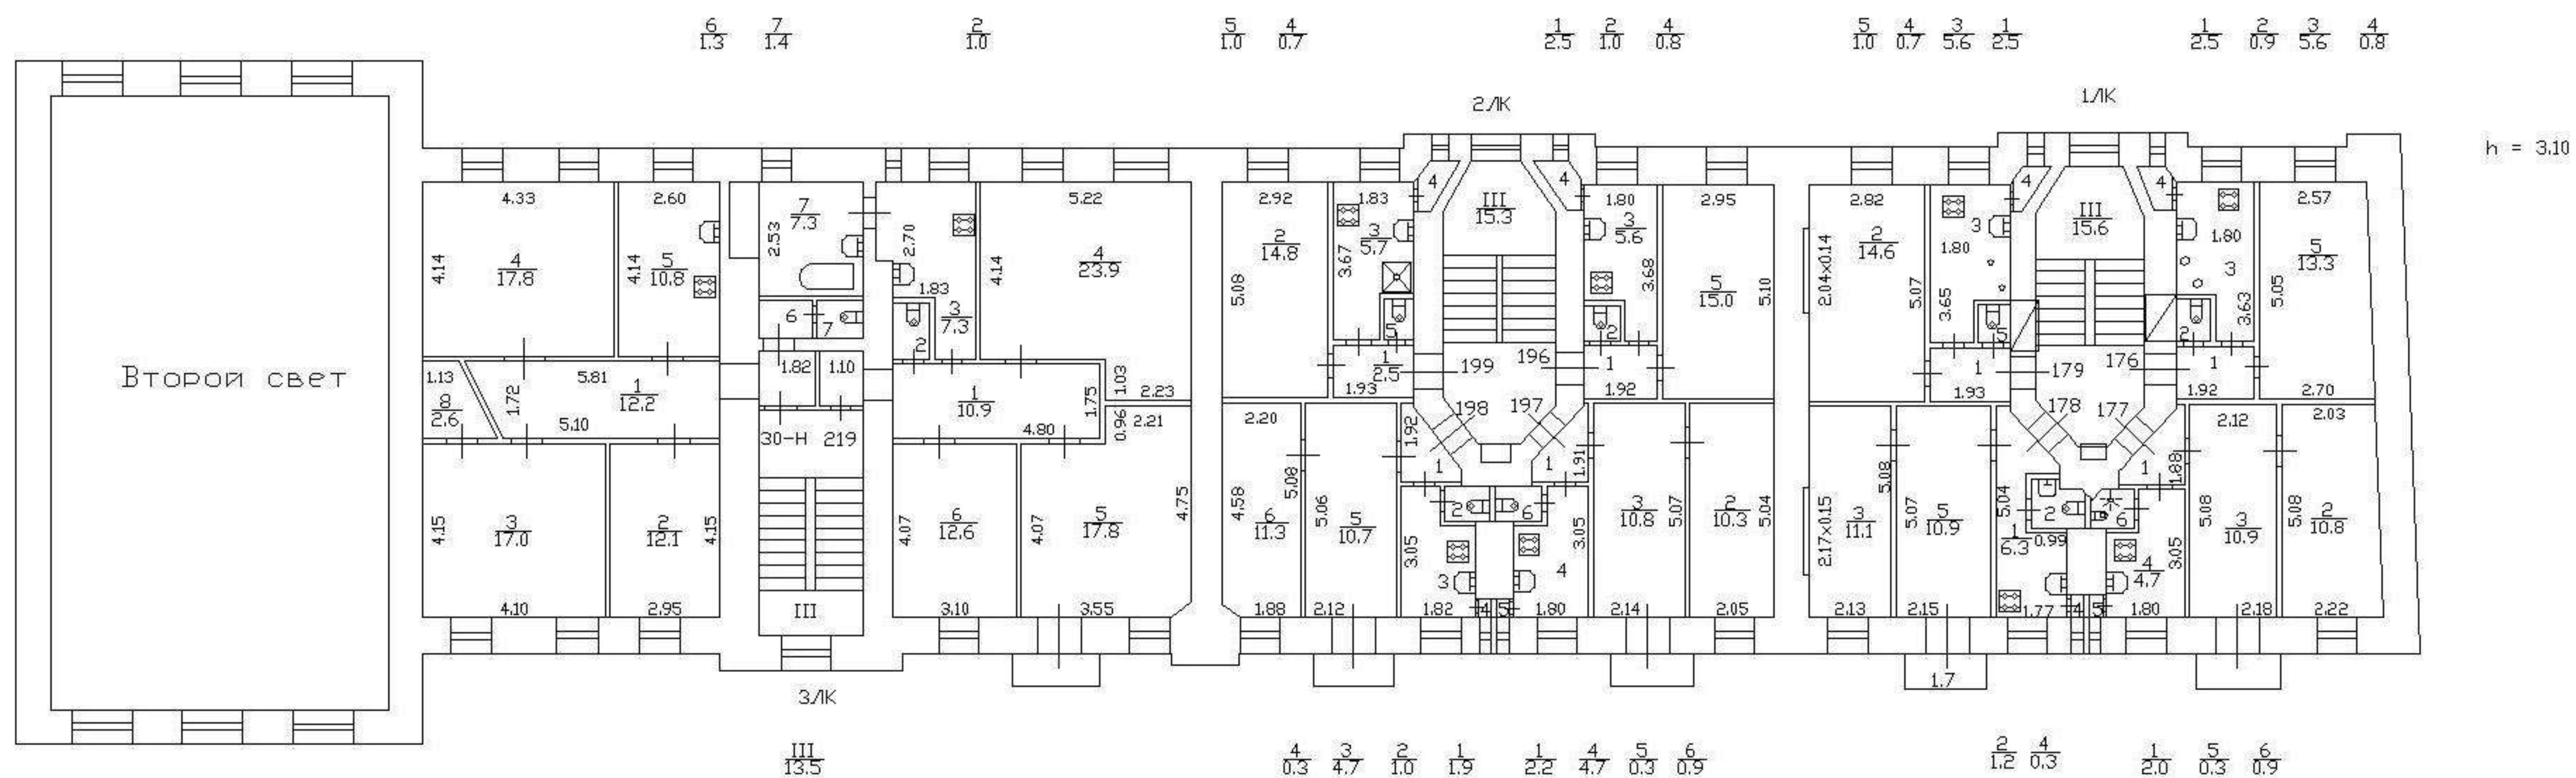 6/1.3 7/1.4 2/1.0 5/1.0 4/0.7 1/2.5 2/1.0 4/0.8 5/1.0 4/0.7 3/5.6 1/2.5 1/2.5 2/0.9 3/5.6 4/0.8
2ЛК
1ЛК
h = 3.10
4.33 2.60 5.22 2.92 1.83 4 4 1.80 2.95 2.82 4 4 2.57
7/7.3 III/15.3 III/15.6
2.53 2.70 3/5.7 3/5.6 2/14.8 2/14.6 3 1.80 1.80
4.14 4/17.8 4.14 5/10.8 4.14 4/23.9 3.67 3.68 2.04×0.14 3 5/13.3
1.83 5.08 5/15.0 5.10 5.07 3.65 3.63 5.05
6 7 3/7.3 2 5 2 5 2
Второй свет
1.13 5.81 1.82 1.10 1.03 2.23 1/2.5 199 196 1 1 179 176 1
8/2.6 1.72 1/12.2 1/10.9 1.75 1.93 1.92 1.93 1.92 2.70
5.10 4.80 0.96 2.21 2.20 1.92 198 197 178 177 2.12 2.03
30-Н 219
5.08 1 1 1.91 5.08 1 1.88
4.15 3/17.0 2/12.1 4.15 4.07 6/12.6 4.07 5/17.8 4.75 4.58 6/11.3 5.06 5/10.7 2 6 3/10.8 5.07 2/10.3 5.04 2.17×0.15 3/11.1 5.07 5/10.9 5.04 2 6 5.08 3/10.9 5.08 2/10.8
3.05 3 4 3.05 1/6.3 0.99 4/4.7 3.05
4.10 2.95 III 3.10 3.55 1.88 2.12 1.82 4 5 1.80 2.14 2.05 2.13 2.15 1.77 4 5 1.80 2.18 2.22
1.7
3ЛК
III/13.5 4/0.3 3/4.7 2/1.0 1/1.9 1/2.2 4/4.7 5/0.3 6/0.9 2/1.2 4/0.3 1/2.0 5/0.3 6/0.9